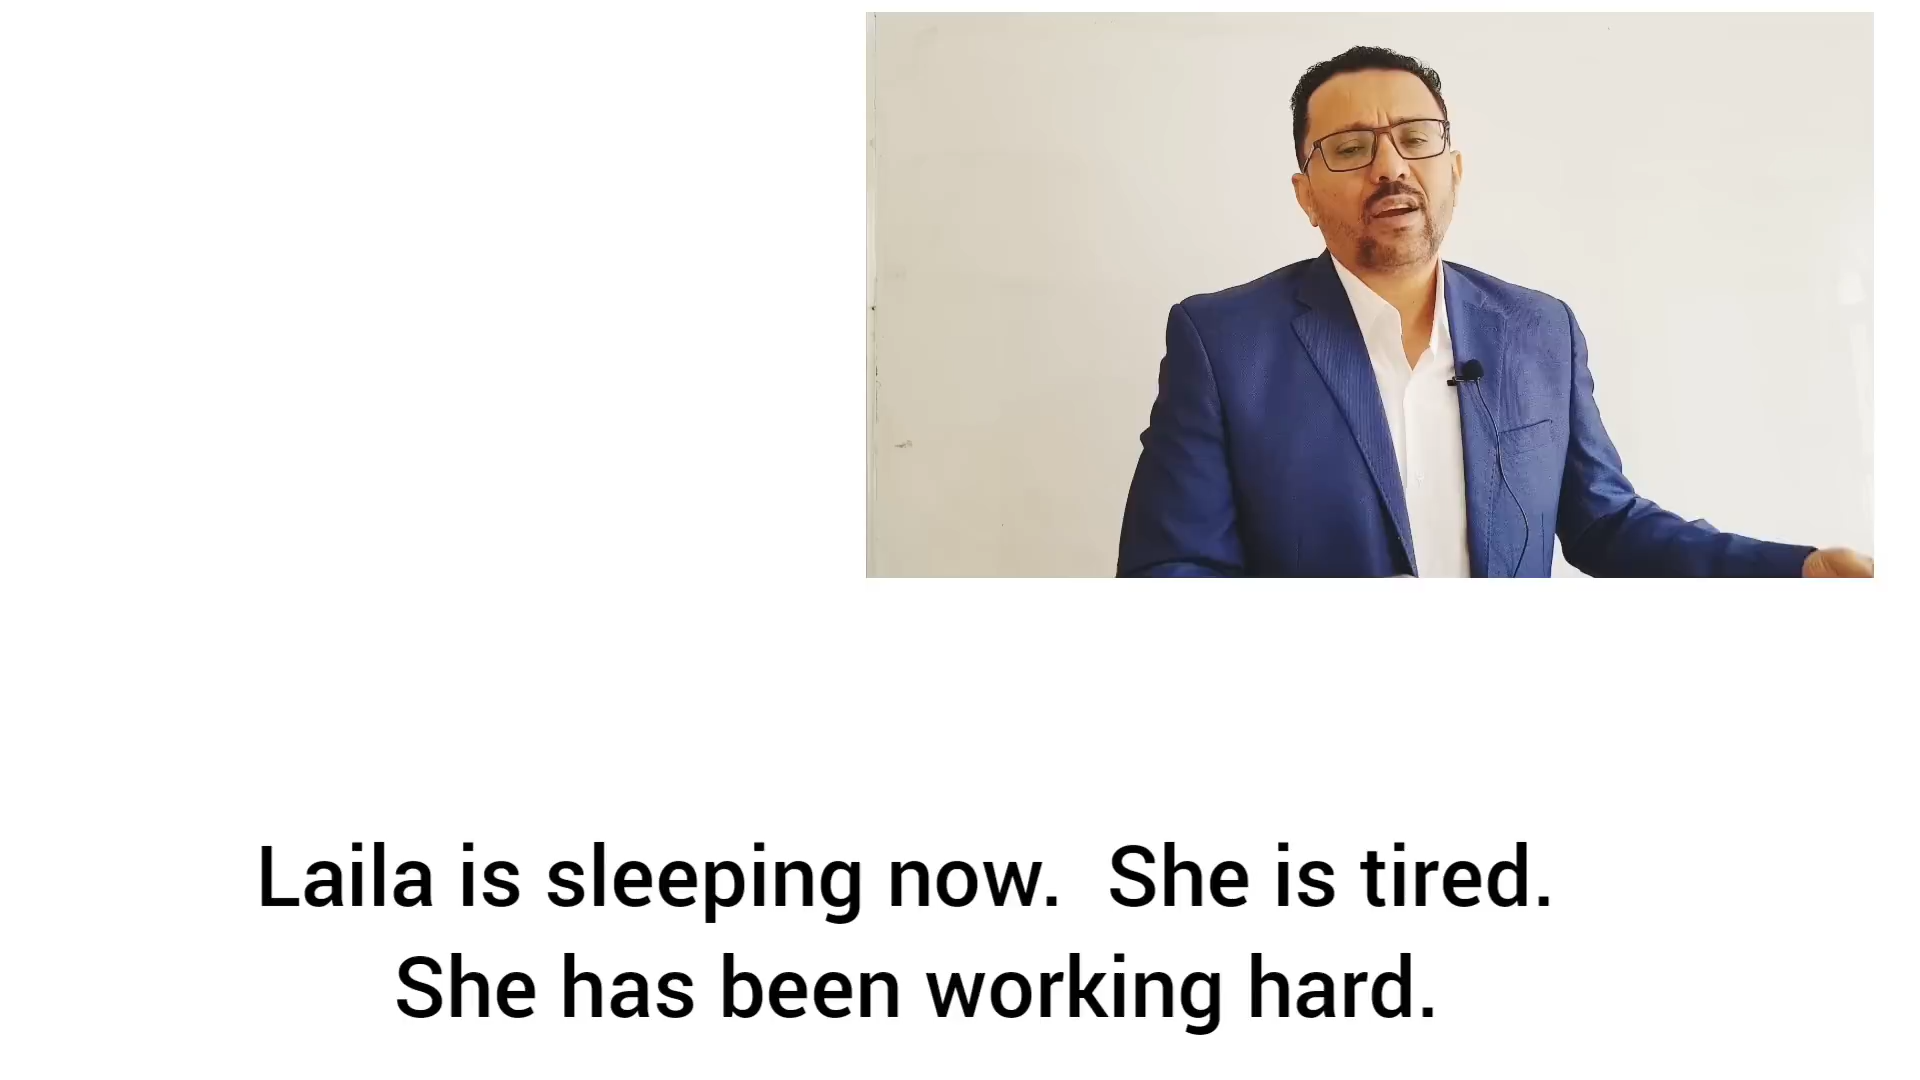 Laila is sleeping now.  She is tired.
She has been working hard.